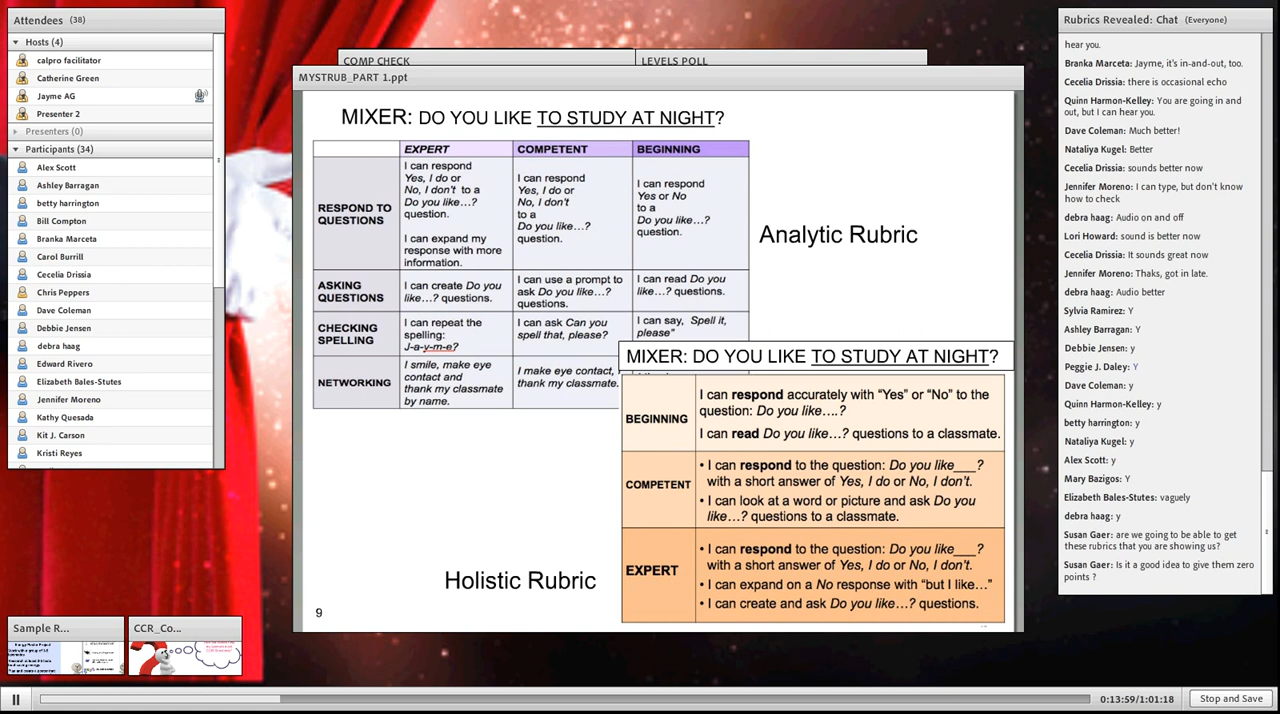 Attendees (38)
Hosts (4)
calpro facilitator
Catherine Green
Jayme AG
Presenter 2
Presenters (0)
Participants (34)
Alex Scott
Ashley Barragan
betty harrington
Bill Compton
Branka Marceta
Carol Burrill
Cecelia Drissia
Chris Peppers
Dave Coleman
Debbie Jensen
debra haag
Edward Rivero
Elizabeth Bales-Stutes
Jennifer Moreno
Kathy Quesada
Kit J. Carson
Kristi Reyes
COMP CHECK
LEVELS POLL
MYSTRUB_PART 1.ppt
MIXER: DO YOU LIKE TO STUDY AT NIGHT?
EXPERT
COMPETENT
BEGINNING
RESPOND TO
QUESTIONS
I can respond
Yes, I do or
No, I don't to a
Do you like...?
question.
I can expand my
response with more
information.
I can respond
Yes, I do or
No, I don't
to a
Do you like...?
question.
I can respond
Yes or No
to a
Do you like...?
question.
ASKING
QUESTIONS
I can create Do you
like...? questions.
I can use a prompt to
ask Do you like...?
questions.
I can read Do you
like...? questions.
CHECKING
SPELLING
I can repeat the
spelling:
J-a-y-m-e?
I can ask Can you
spell that, please?
I can say, Spell it,
please"
NETWORKING
I smile, make eye
contact and
thank my classmate
by name.
I make eye contact,
thank my classmate.
Analytic Rubric
MIXER: DO YOU LIKE TO STUDY AT NIGHT?
BEGINNING
I can respond accurately with “Yes” or “No” to the
question: Do you like....?
I can read Do you like...? questions to a classmate.
COMPETENT
• I can respond to the question: Do you like___?
with a short answer of Yes, I do or No, I don't.
• I can look at a word or picture and ask Do you
like...? questions to a classmate.
EXPERT
• I can respond to the question: Do you like___?
with a short answer of Yes, I do or No, I don't.
• I can expand on a No response with “but I like...”
• I can create and ask Do you like...? questions.
Holistic Rubric
9
Rubrics Revealed: Chat (Everyone)
hear you.
Branka Marceta: Jayme, it's in-and-out, too.
Cecelia Drissia: there is occasional echo
Quinn Harmon-Kelley: You are going in and
out, but I can hear you.
Dave Coleman: Much better!
Nataliya Kugel: Better
Cecelia Drissia: sounds better now
Jennifer Moreno: I can type, but don't know
how to check
debra haag: Audio on and off
Lori Howard: sound is better now
Cecelia Drissia: It sounds great now
Jennifer Moreno: Thaks, got in late.
debra haag: Audio better
Sylvia Ramirez: Y
Ashley Barragan: Y
Debbie Jensen: y
Peggie J. Daley: Y
Dave Coleman: y
Quinn Harmon-Kelley: y
betty harrington: y
Nataliya Kugel: y
Alex Scott: y
Mary Bazigos: Y
Elizabeth Bales-Stutes: vaguely
debra haag: y
Susan Gaer: are we going to be able to get
these rubrics that you are showing us?
Susan Gaer: Is it a good idea to give them zero
points ?
Sample R...
CCR_Co...
0:13:59/1:01:18
Stop and Save